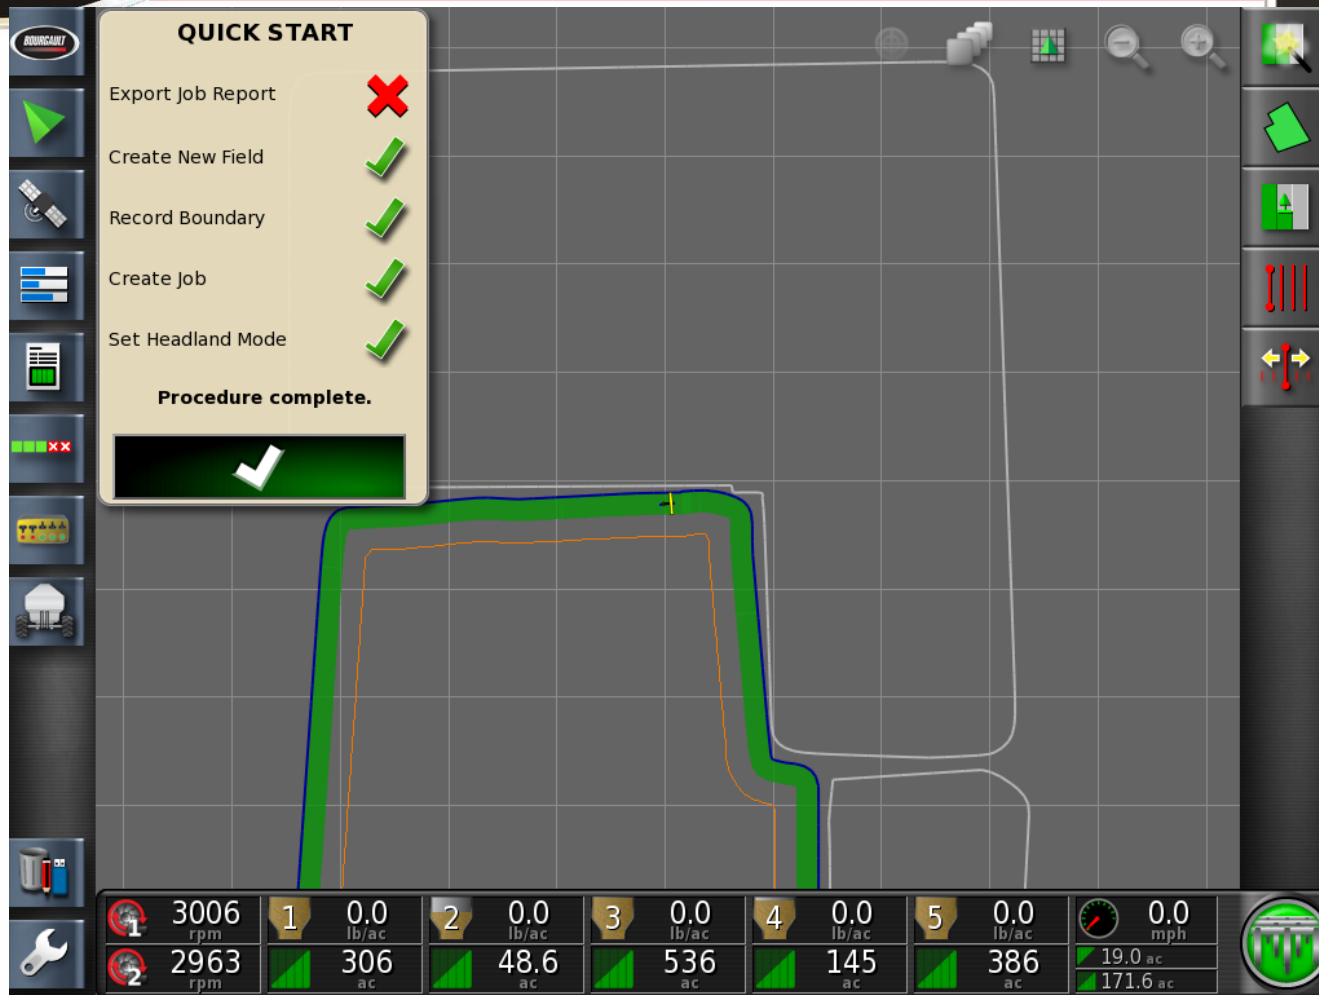 BOURGAULT
QUICK START
Export Job Report
Create New Field
Record Boundary
Create Job
Set Headland Mode
Procedure complete.
1 3006 rpm 1 0.0 lb/ac 2 0.0 lb/ac 3 0.0 lb/ac 4 0.0 lb/ac 5 0.0 lb/ac 0.0 mph
2 2963 rpm 306 ac 48.6 ac 536 ac 145 ac 386 ac 19.0 ac
171.6 ac